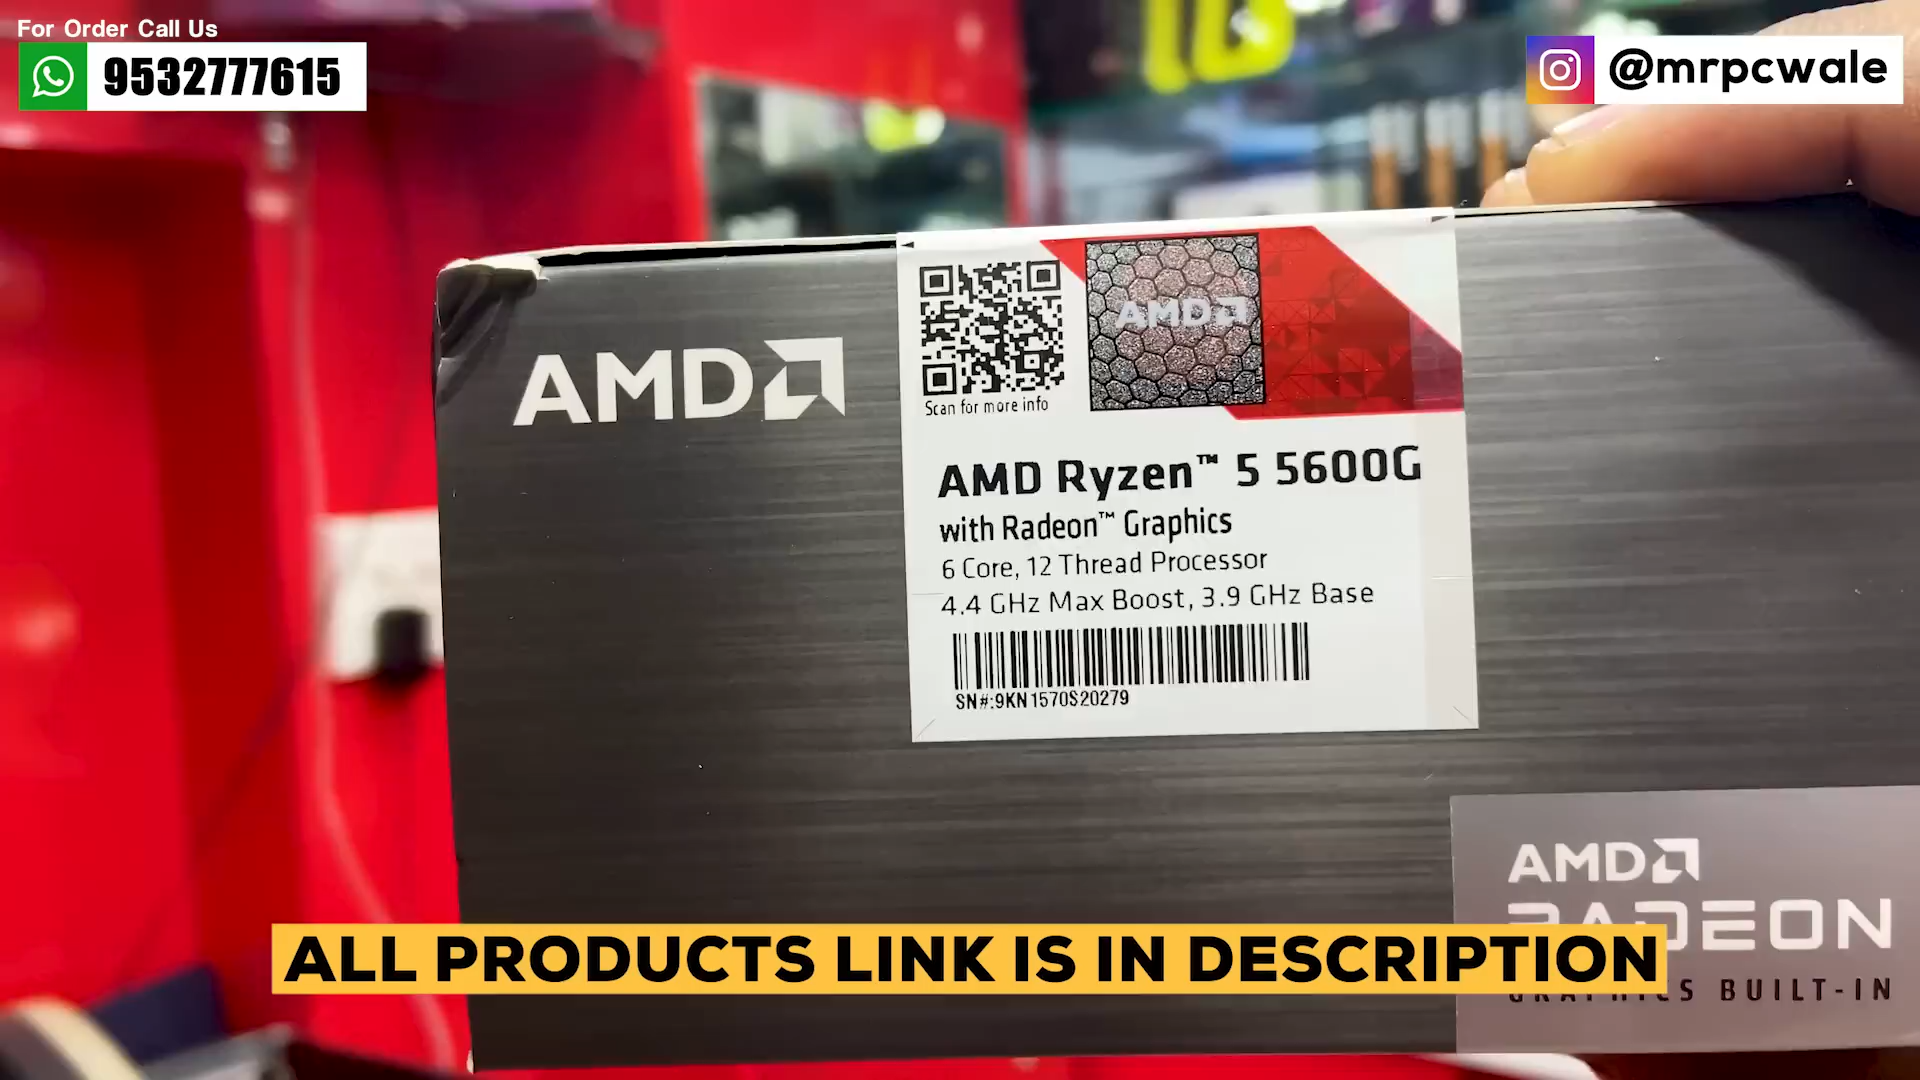 For Order Call Us
9532777615
@mrpcwale
AMD
AMD
Scan for more info
AMD Ryzen™ 5 5600G
with Radeon™ Graphics
6 Core, 12 Thread Processor
4.4 GHz Max Boost, 3.9 GHz Base
SN#:9KN1570S20279
AMD
RADEON
GRAPHICS BUILT-IN
ALL PRODUCTS LINK IS IN DESCRIPTION